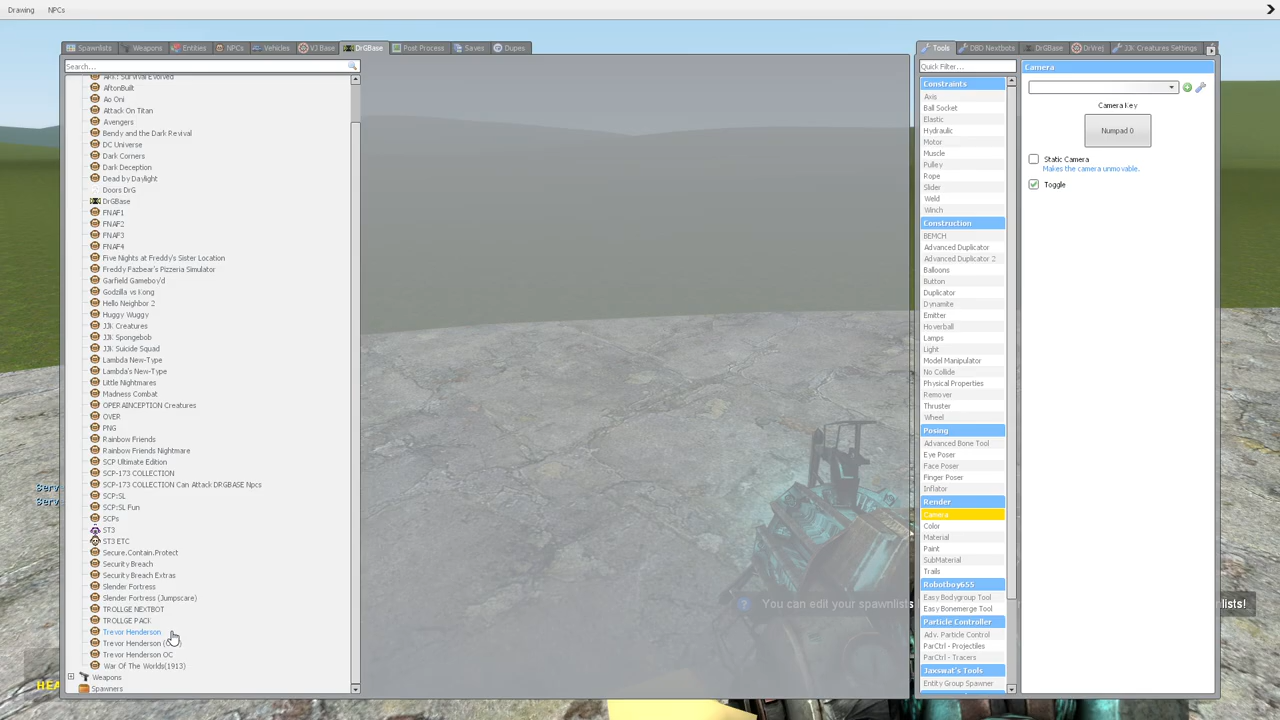 Drawing NPCs
Spawnlists Weapons Entities NPCs Vehicles VJ Base DrGBase Post Process Saves Dupes
Search...
ARK: Survival Evolved
AftonBuilt
Ao Oni
Attack On Titan
Avengers
Bendy and the Dark Revival
DC Universe
Dark Corners
Dark Deception
Dead by Daylight
Doors DrG
DrGBase
FNAF1
FNAF2
FNAF3
FNAF4
Five Nights at Freddy's Sister Location
Freddy Fazbear's Pizzeria Simulator
Garfield Gameboy'd
Godzilla vs Kong
Hello Neighbor 2
Huggy Wuggy
JJk Creatures
JJk Spongebob
JJk Suicide Squad
Lambda New-Type
Lambda's New-Type
Little Nightmares
Madness Combat
OPERAINCEPTION Creatures
OVER
PNG
Rainbow Friends
Rainbow Friends Nightmare
SCP Ultimate Edition
SCP-173 COLLECTION
SCP-173 COLLECTION Can Attack DRGBASE Npcs
SCP:SL
SCP:SL Fun
SCPs
ST3
ST3 ETC
Secure.Contain.Protect
Security Breach
Security Breach Extras
Slender Fortress
Slender Fortress (Jumpscare)
TROLLGE NEXTBOT
TROLLGE PACK
Trevor Henderson
Trevor Henderson
Trevor Henderson OC
War Of The Worlds(1913)
Weapons
Spawners
You can edit your spawnlists
lists!
Tools DBD Nextbots DrGBase DrVrej JJk Creatures Settings
Quick Filter...
Constraints
Axis
Ball Socket
Elastic
Hydraulic
Motor
Muscle
Pulley
Rope
Slider
Weld
Winch
Construction
BEMCH
Advanced Duplicator
Advanced Duplicator 2
Balloons
Button
Duplicator
Dynamite
Emitter
Hoverball
Lamps
Light
Model Manipulator
No Collide
Physical Properties
Remover
Thruster
Wheel
Posing
Advanced Bone Tool
Eye Poser
Face Poser
Finger Poser
Inflator
Render
Camera
Color
Material
Paint
SubMaterial
Trails
Robotboy655
Easy Bodygroup Tool
Easy Bonemerge Tool
Particle Controller
Adv. Particle Control
ParCtrl - Projectiles
ParCtrl - Tracers
Jaxswat's Tools
Entity Group Spawner
Camera
Camera Key
Numpad 0
Static Camera
Makes the camera unmovable.
Toggle